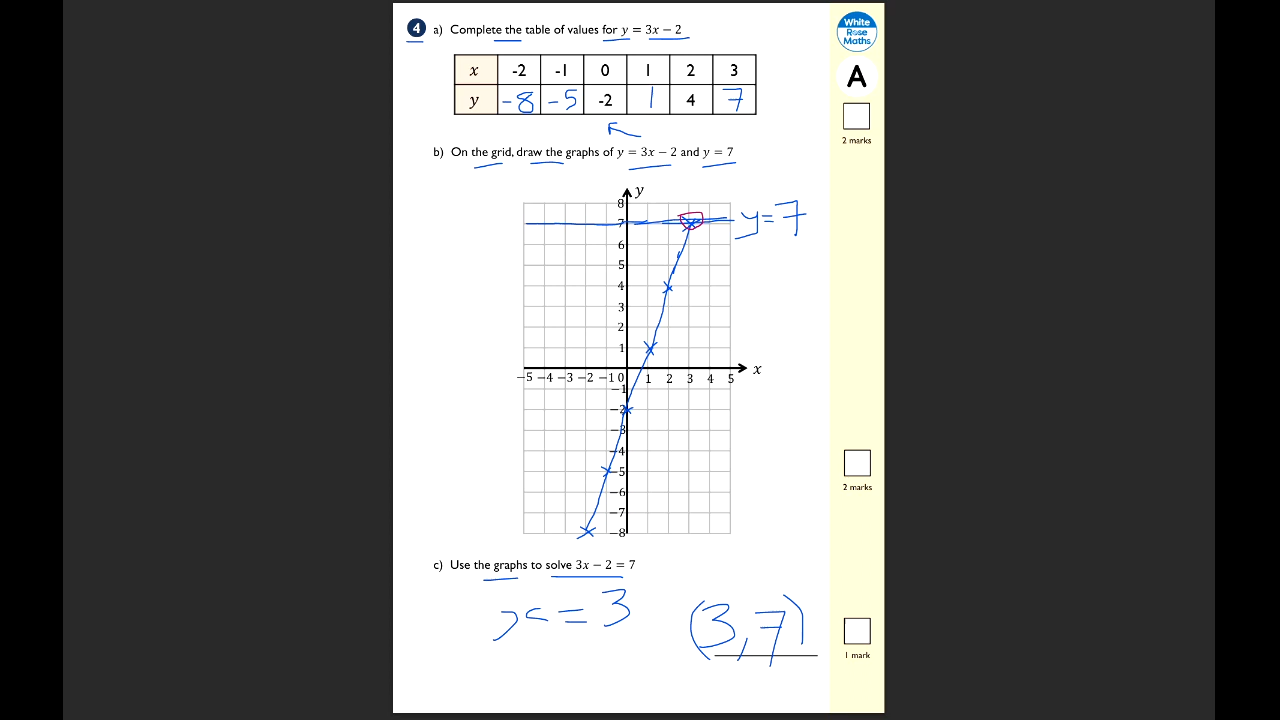 4 a) Complete the table of values for y = 3x − 2
x -2 -1 0 1 2 3
y -8 -5 -2 1 4 7
b) On the grid, draw the graphs of y = 3x − 2 and y = 7
y
8
7
6
5
4
3
2
1
−5 −4 −3 −2 −1 0 1 2 3 4 5 x
−1
−2
−3
−4
−5
−6
−7
−8
y=7
c) Use the graphs to solve 3x − 2 = 7
x = 3
(3,7)
White
Rose
Maths
A
2 marks
2 marks
1 mark